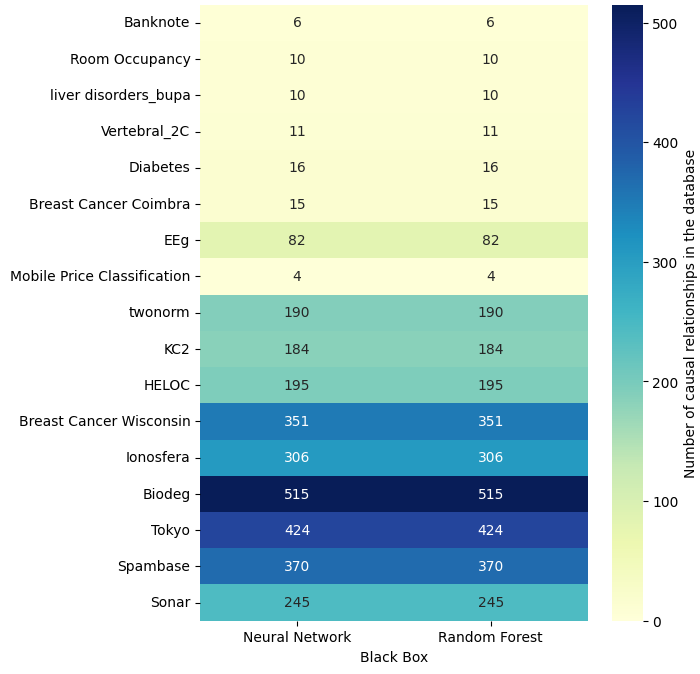 Banknote 6 6
Room Occupancy 10 10
liver disorders_bupa 10 10
Vertebral_2C 11 11
Diabetes 16 16
Breast Cancer Coimbra 15 15
EEg 82 82
Mobile Price Classification 4 4
twonorm 190 190
KC2 184 184
HELOC 195 195
Breast Cancer Wisconsin 351 351
Ionosfera 306 306
Biodeg 515 515
Tokyo 424 424
Spambase 370 370
Sonar 245 245
Neural Network Random Forest
Black Box
500
400
300
200
100
0
Number of causal relationships in the database